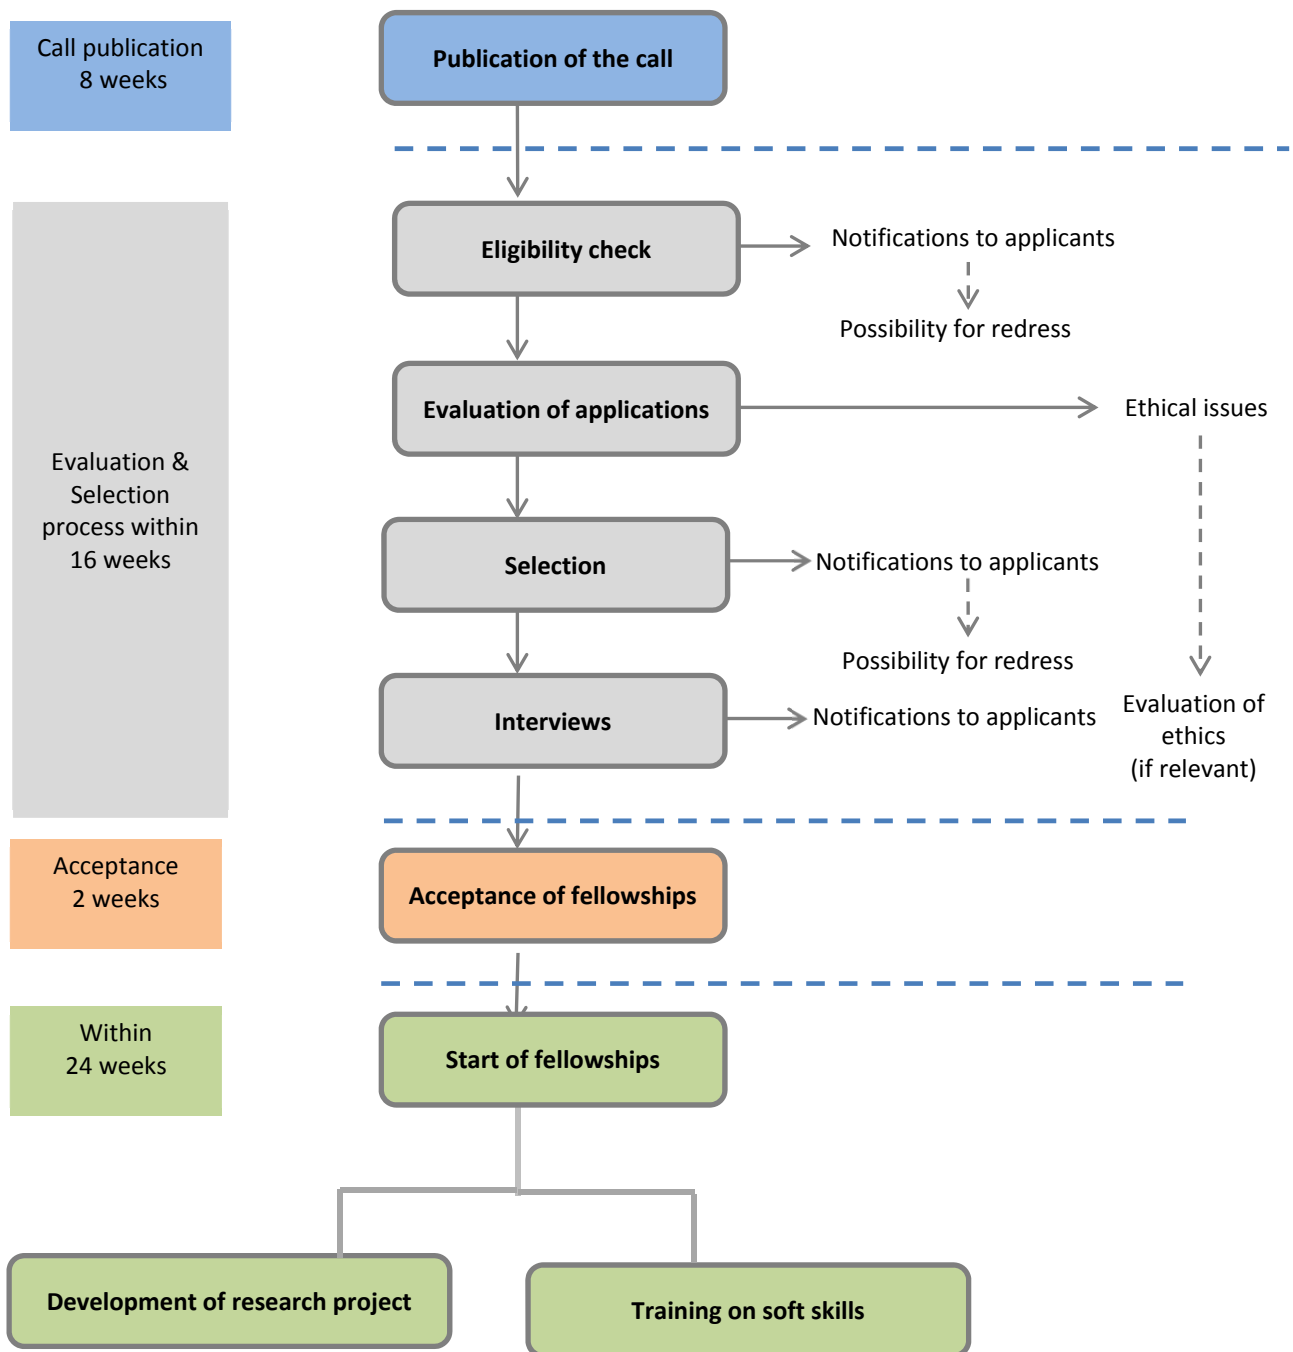 Call publication
8 weeks
Publication of the call
Eligibility check
Notifications to applicants
Possibility for redress
Evaluation of applications
Ethical issues
Evaluation &
Selection
process within
16 weeks
Selection
Notifications to applicants
Possibility for redress
Interviews
Notifications to applicants
Evaluation of
ethics
(if relevant)
Acceptance
2 weeks
Acceptance of fellowships
Within
24 weeks
Start of fellowships
Development of research project
Training on soft skills